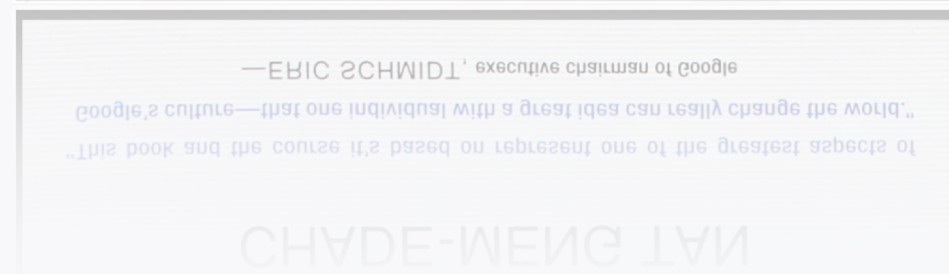 CHADE-MENG TAN
"This book and the course it's based on represent one of the greatest aspects of
Google's culture—that one individual with a great idea can really change the world."
—ERIC SCHMIDT, executive chairman of Google